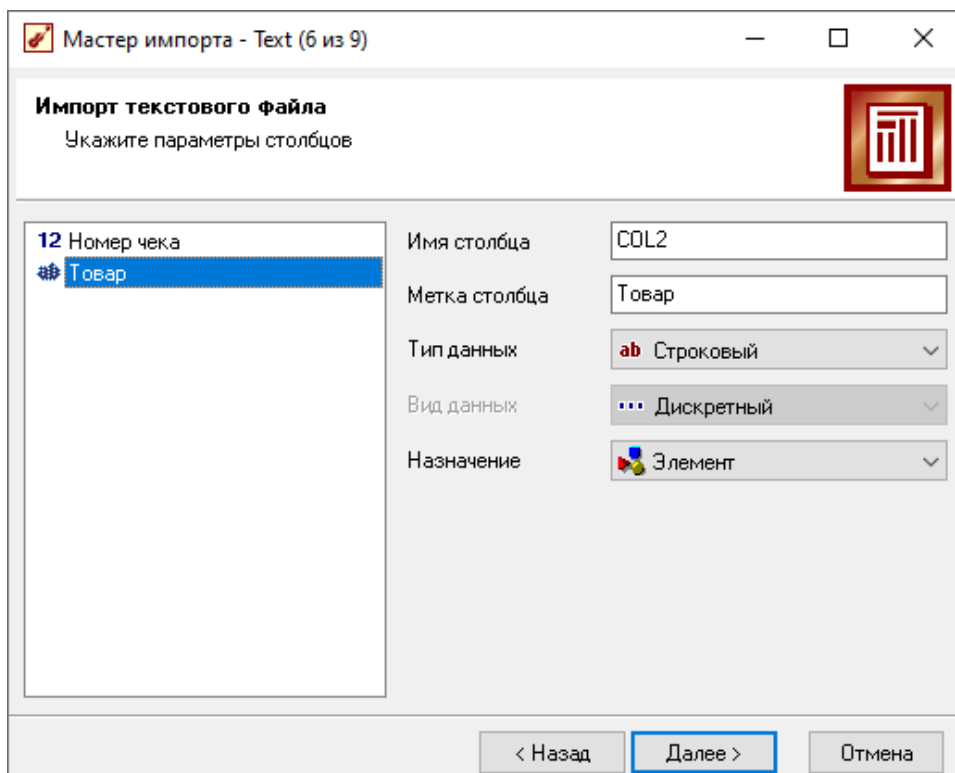 Мастер импорта - Text (6 из 9)
Импорт текстового файла
Укажите параметры столбцов
12 Номер чека
ab Товар
Имя столбца
COL2
Метка столбца
Товар
Тип данных
ab Строковый
Вид данных
Дискретный
Назначение
Элемент
< Назад
Далее >
Отмена